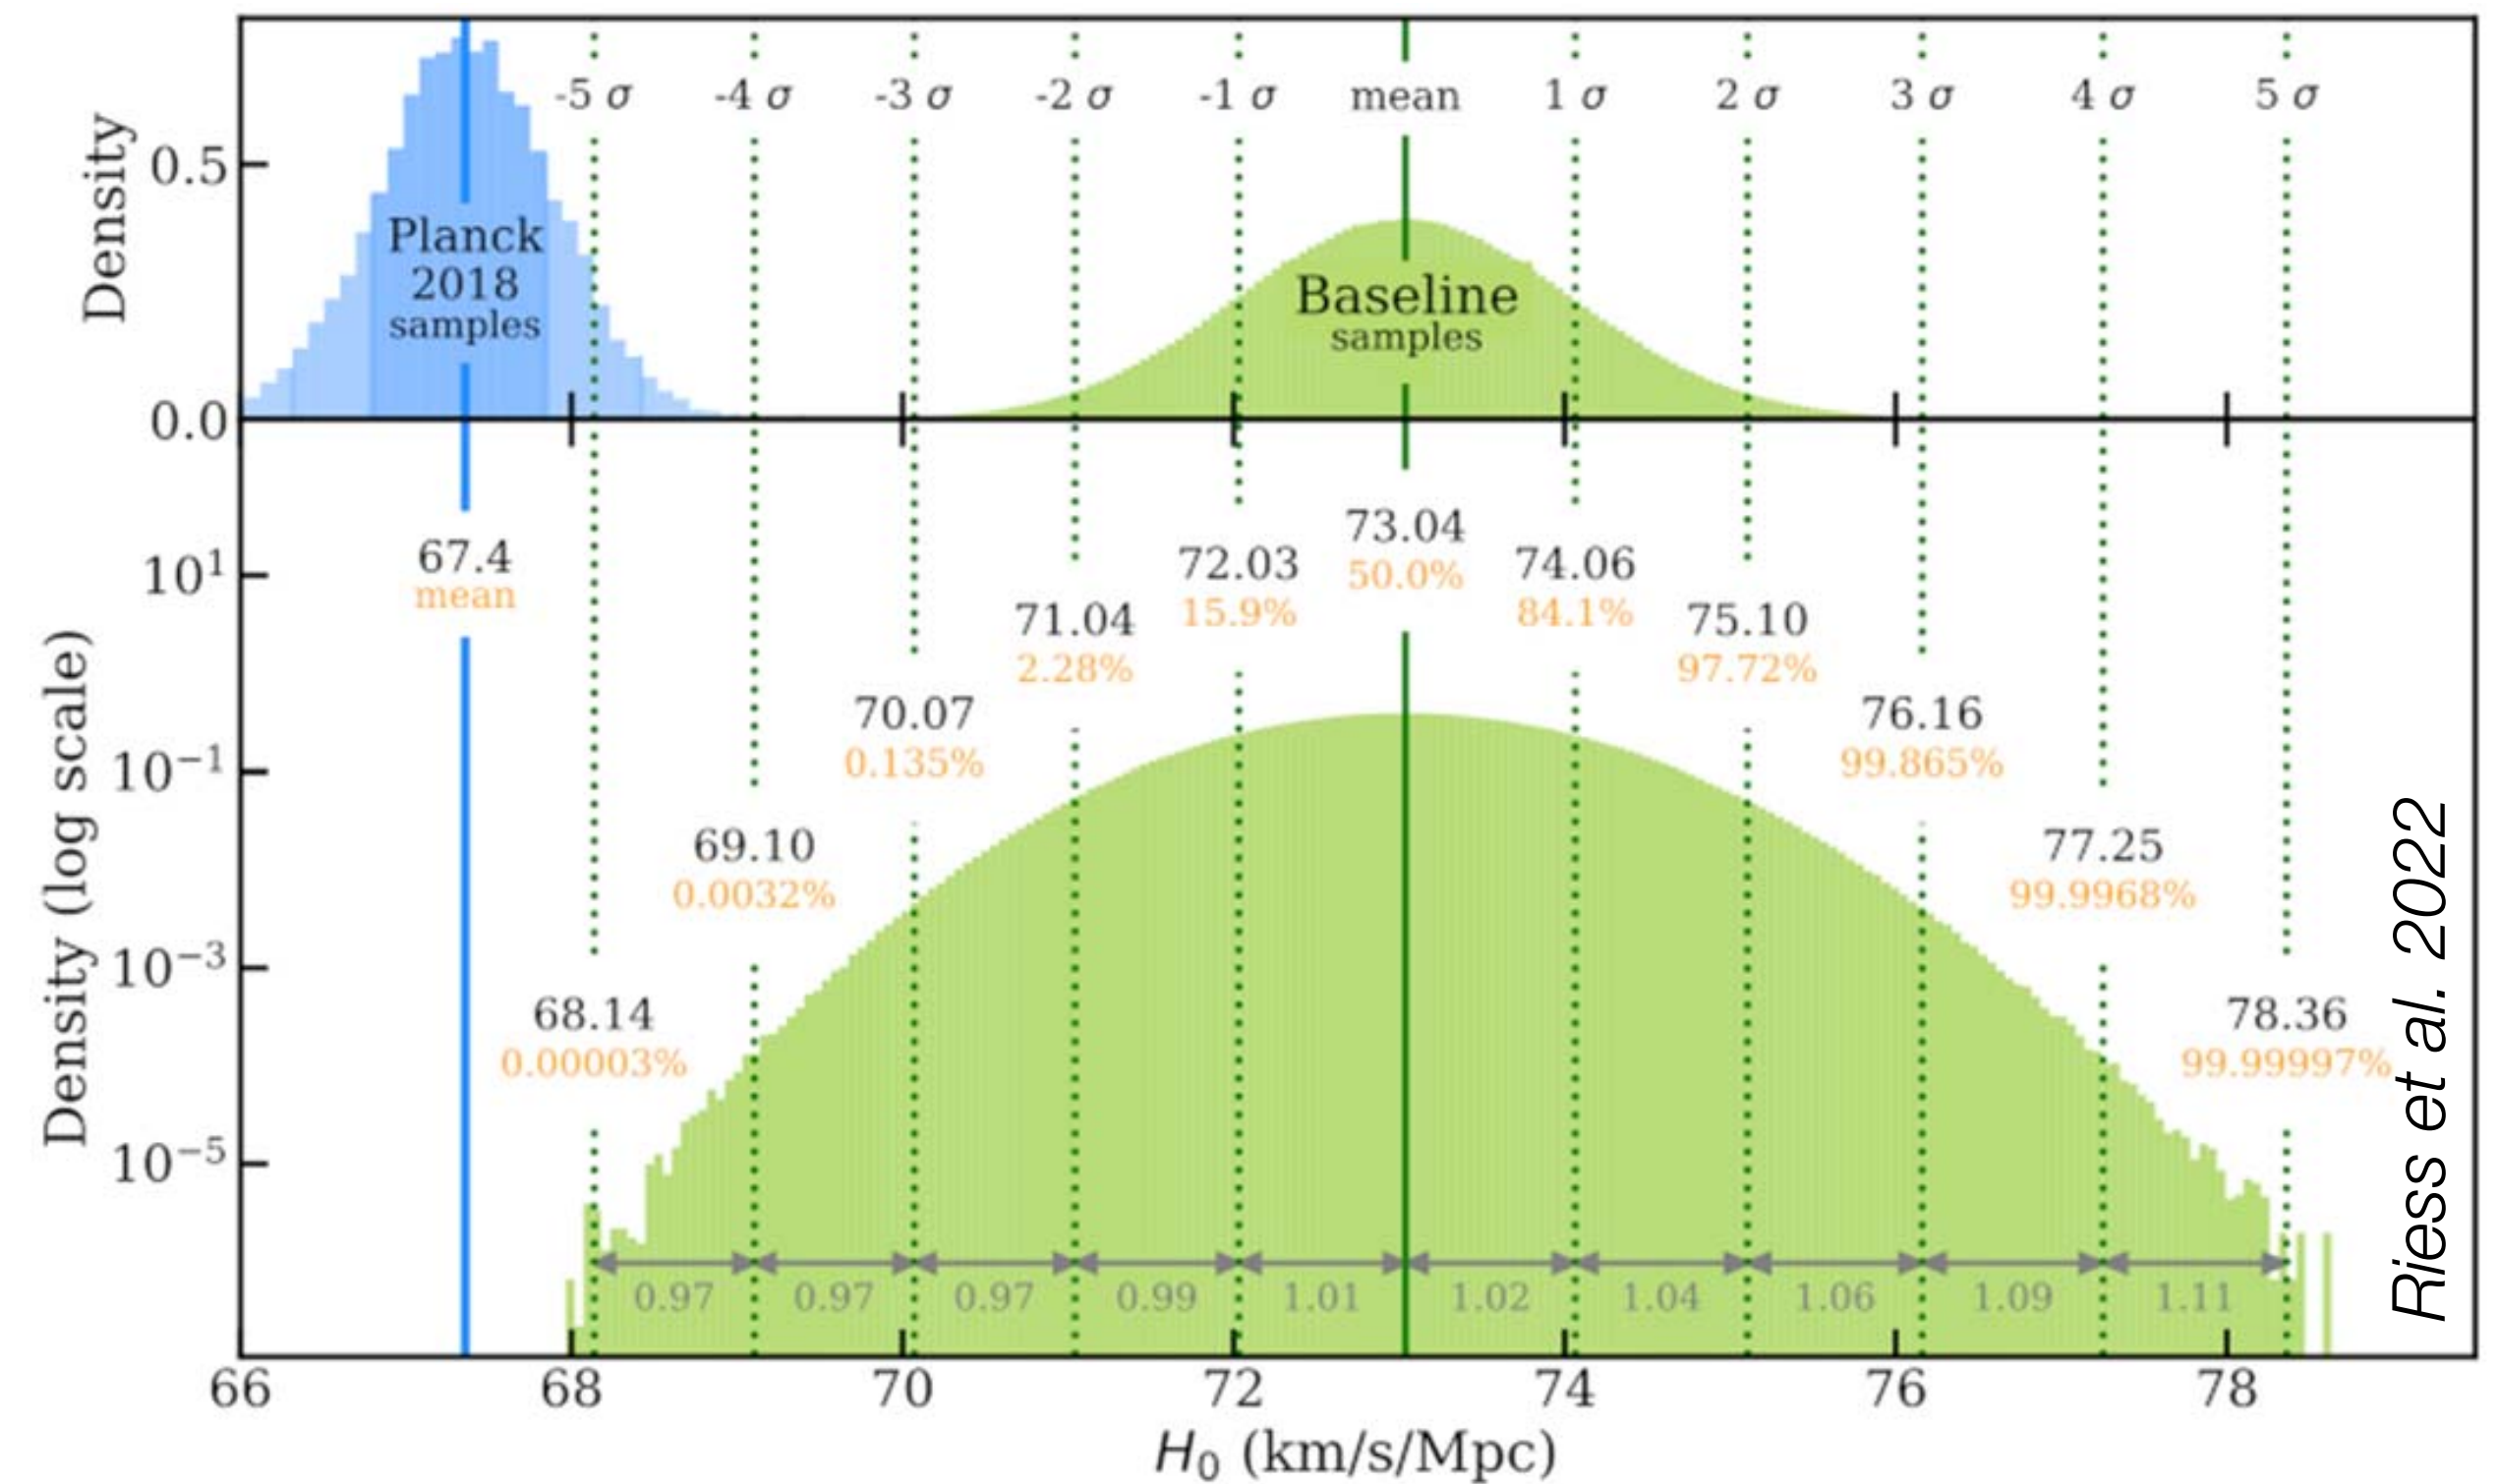 Density
0.5
0.0
-5 σ
-4 σ
-3 σ
-2 σ
-1 σ
mean
1 σ
2 σ
3 σ
4 σ
5 σ
Planck
2018
samples
Baseline
samples
Density (log scale)
10¹
10⁻¹
10⁻³
10⁻⁵
67.4
mean
68.14
0.00003%
69.10
0.0032%
70.07
0.135%
71.04
2.28%
72.03
15.9%
73.04
50.0%
74.06
84.1%
75.10
97.72%
76.16
99.865%
77.25
99.9968%
78.36
99.99997%
0.97
0.97
0.97
0.99
1.01
1.02
1.04
1.06
1.09
1.11
66
68
70
72
74
76
78
H₀ (km/s/Mpc)
Riess et al. 2022